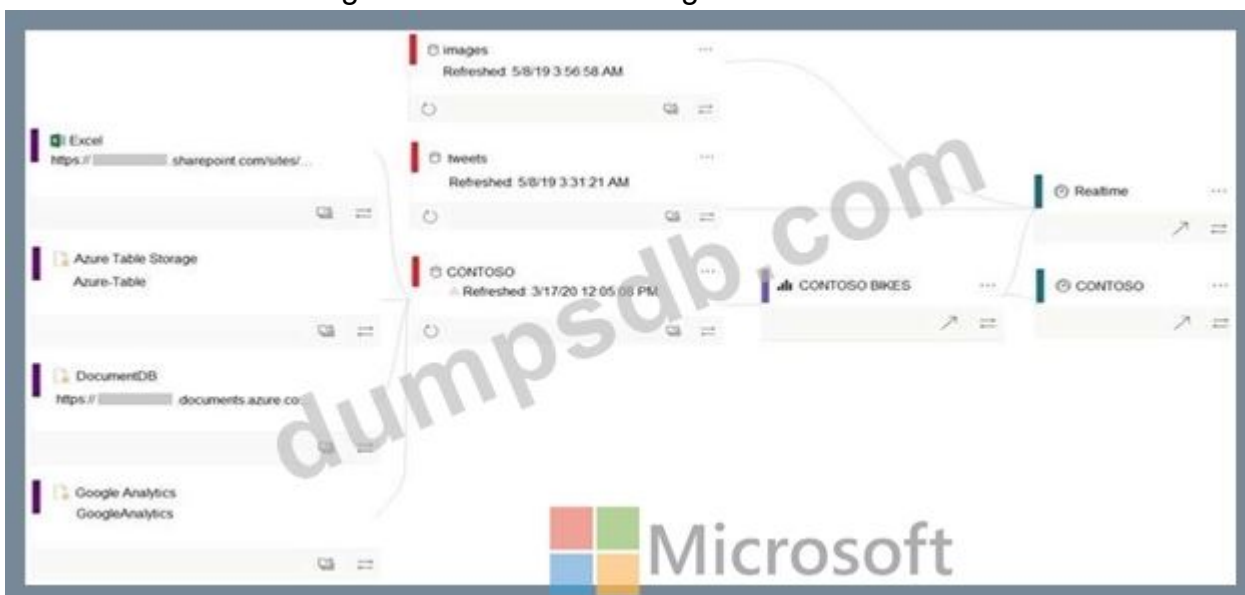 images
Refreshed: 5/8/19 3:56:58 AM
Excel
https:// sharepoint.com/sites/...
tweets
Refreshed: 5/8/19 3:31:21 AM
Realtime
Azure Table Storage
Azure-Table
CONTOSO
Refreshed: 3/17/20 12:05:08 PM
CONTOSO BIKES
CONTOSO
DocumentDB
https:// documents.azure.co
Google Analytics
GoogleAnalytics
dumpsdb.com
Microsoft